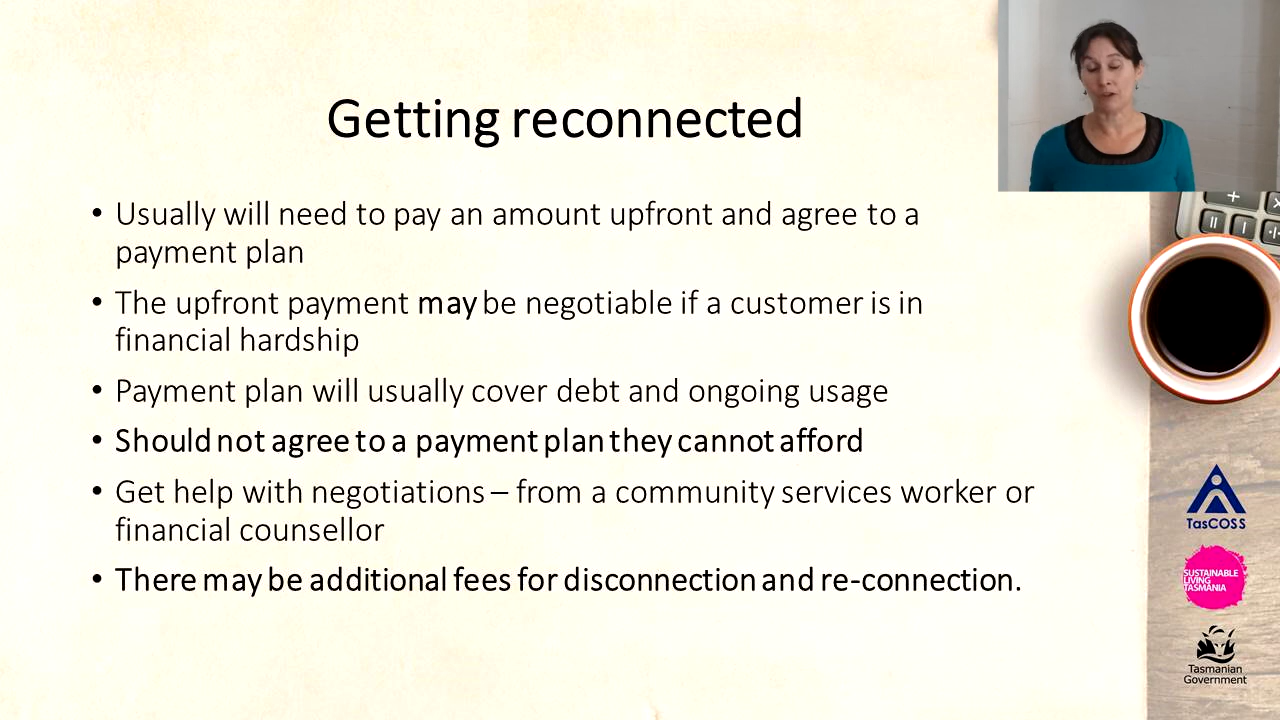 Getting reconnected
• Usually will need to pay an amount upfront and agree to a
payment plan
• The upfront payment may be negotiable if a customer is in
financial hardship
• Payment plan will usually cover debt and ongoing usage
• Should not agree to a payment plan they cannot afford
• Get help with negotiations – from a community services worker or
financial counsellor
• There may be additional fees for disconnection and re-connection.
TasCOSS
SUSTAINABLE
LIVING
TASMANIA
Tasmanian
Government